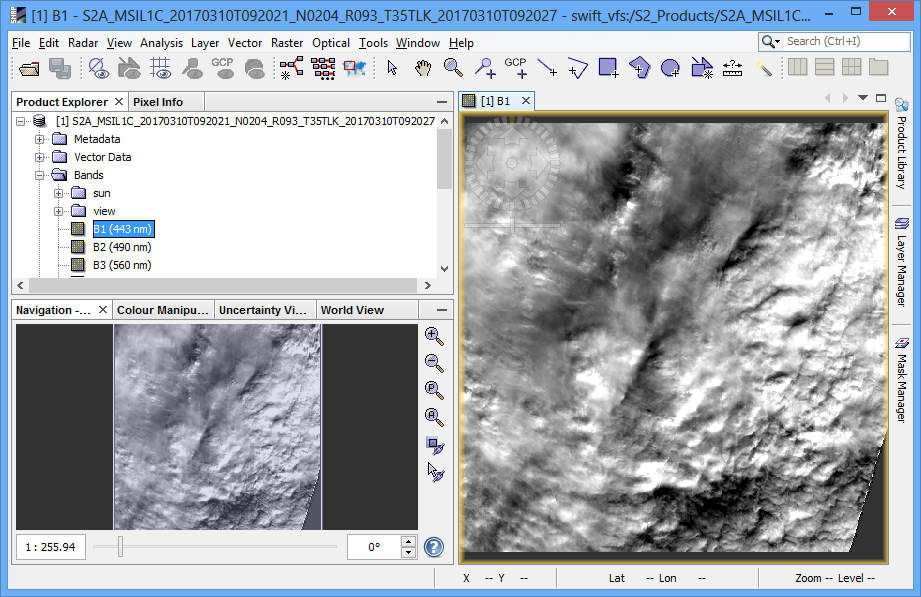 [1] B1 - S2A_MSIL1C_20170310T092021_N0204_R093_T35TLK_20170310T092027 - swift_vfs:/S2_Products/S2A_MSIL1C...
File Edit Radar View Analysis Layer Vector Raster Optical Tools Window Help
Search (Ctrl+I)
GCP
GCP
Product Explorer
Pixel Info
[1] S2A_MSIL1C_20170310T092021_N0204_R093_T35TLK_20170310T092027
Metadata
Vector Data
Bands
sun
view
B1 (443 nm)
B2 (490 nm)
B3 (560 nm)
Navigation -...
Colour Manipu...
Uncertainty Vi...
World View
1 : 255.94
0°
[1] B1
Product Library
Layer Manager
Mask Manager
X -- Y --
Lat -- Lon --
Zoom -- Level --